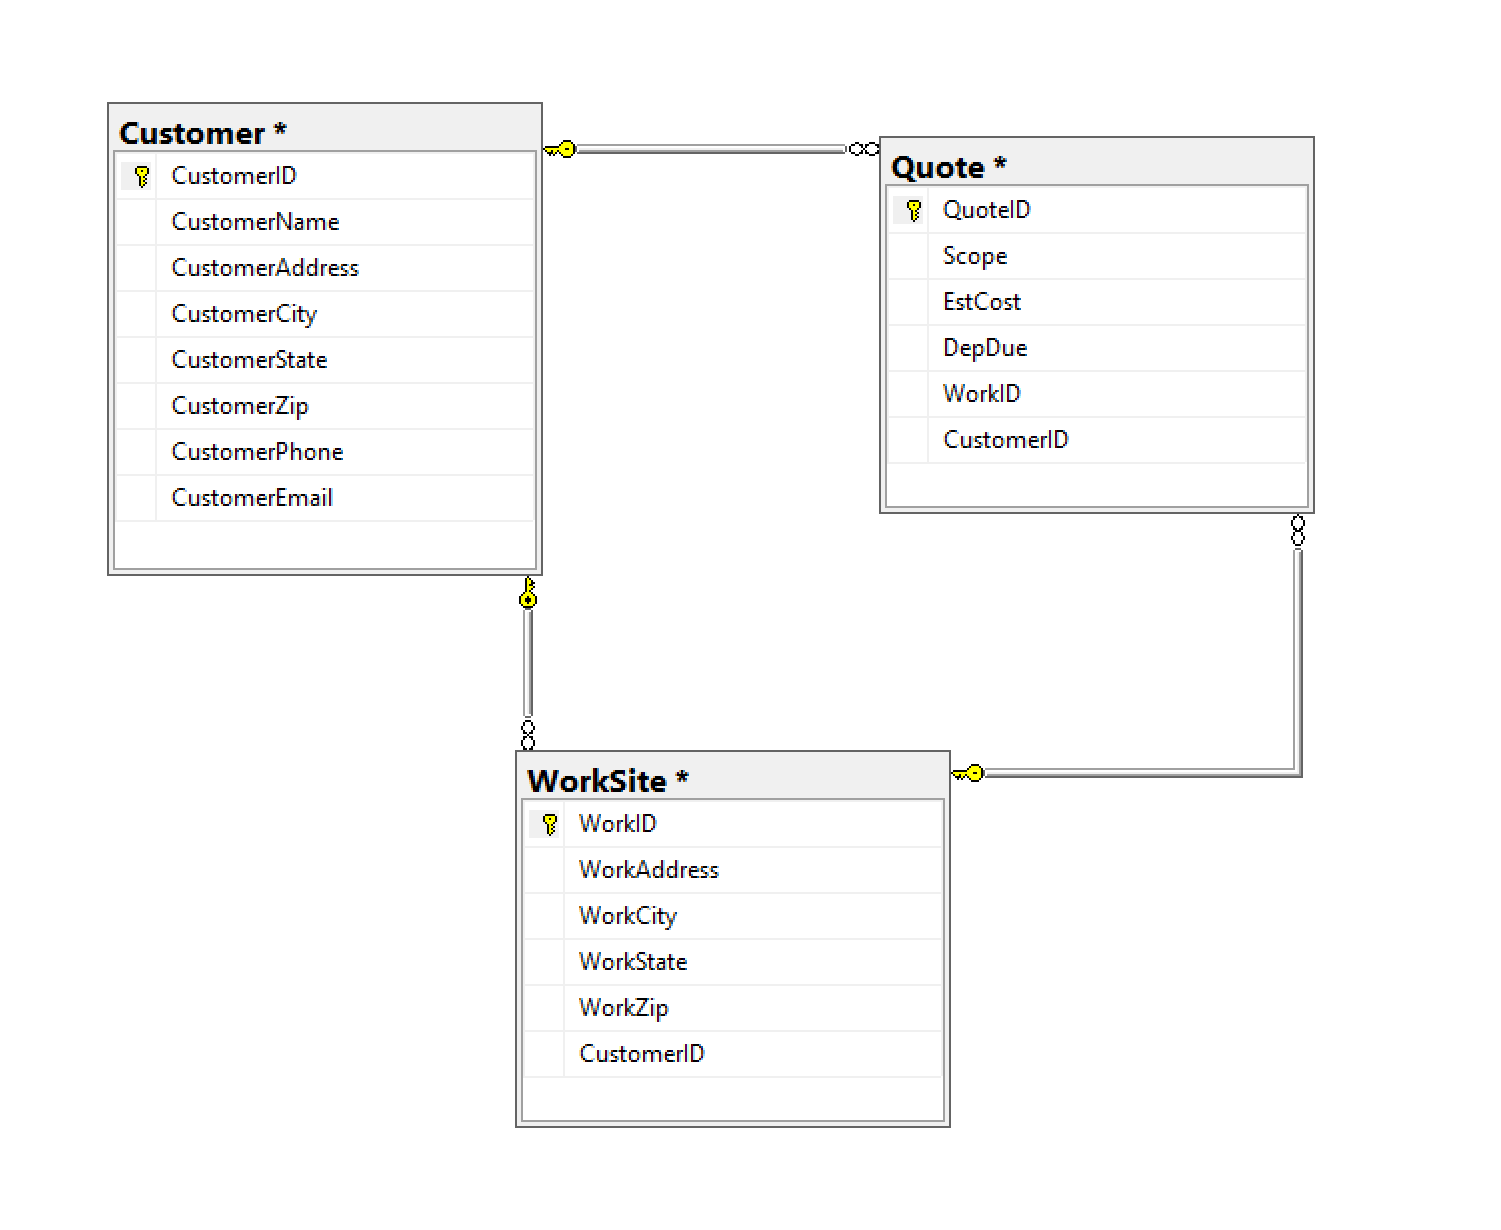 Customer *
CustomerID
CustomerName
CustomerAddress
CustomerCity
CustomerState
CustomerZip
CustomerPhone
CustomerEmail
Quote *
QuoteID
Scope
EstCost
DepDue
WorkID
CustomerID
WorkSite *
WorkID
WorkAddress
WorkCity
WorkState
WorkZip
CustomerID